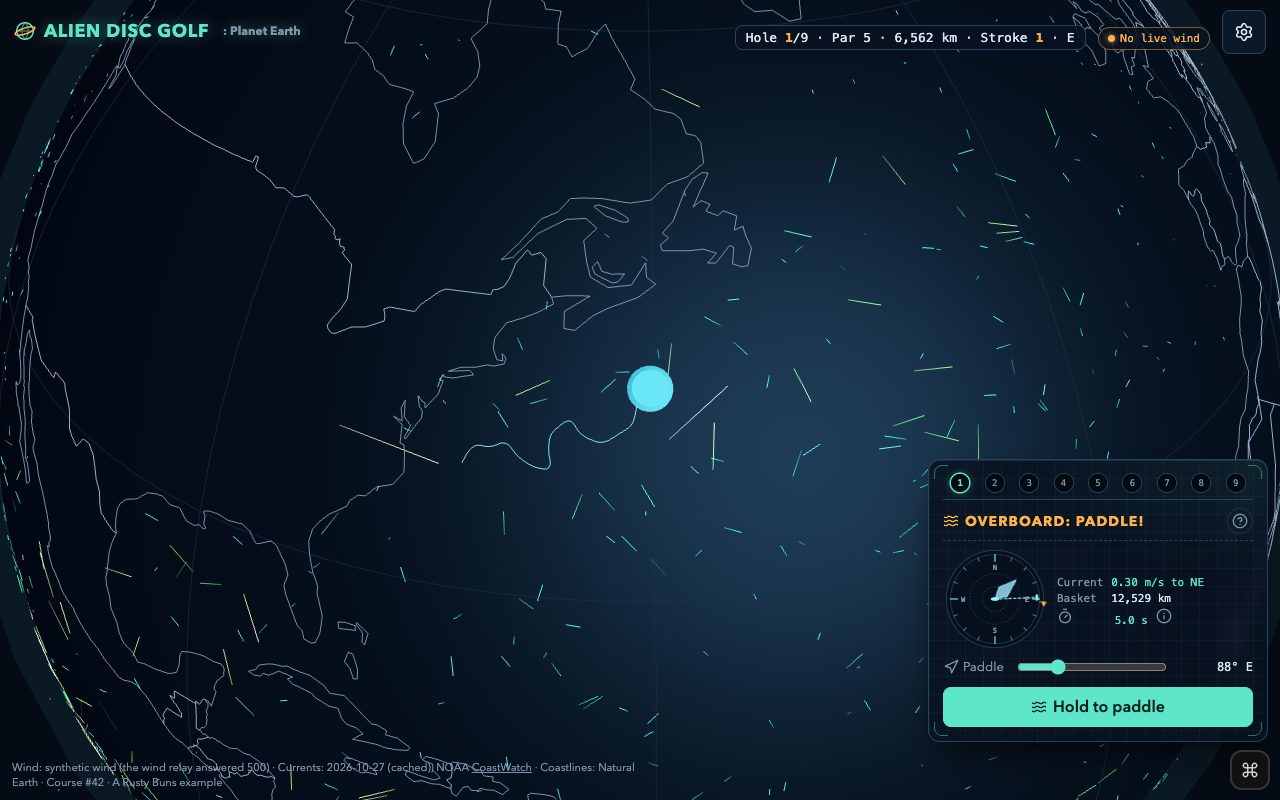 ALIEN DISC GOLF : Planet Earth
Hole 1/9 · Par 5 · 6,562 km · Stroke 1 · E
No live wind
1 2 3 4 5 6 7 8 9
OVERBOARD: PADDLE!
N
W E
S
Current 0.30 m/s to NE
Basket 12,529 km
5.0 s
Paddle 88° E
Hold to paddle
Wind: synthetic wind (the wind relay answered 500) · Currents: 2026-10-27 (cached) NOAA CoastWatch · Coastlines: Natural
Earth · Course #42 · A Rusty Buns example